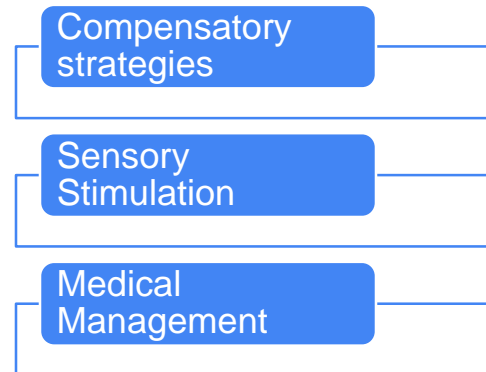 Compensatory
strategies
Sensory
Stimulation
Medical
Management